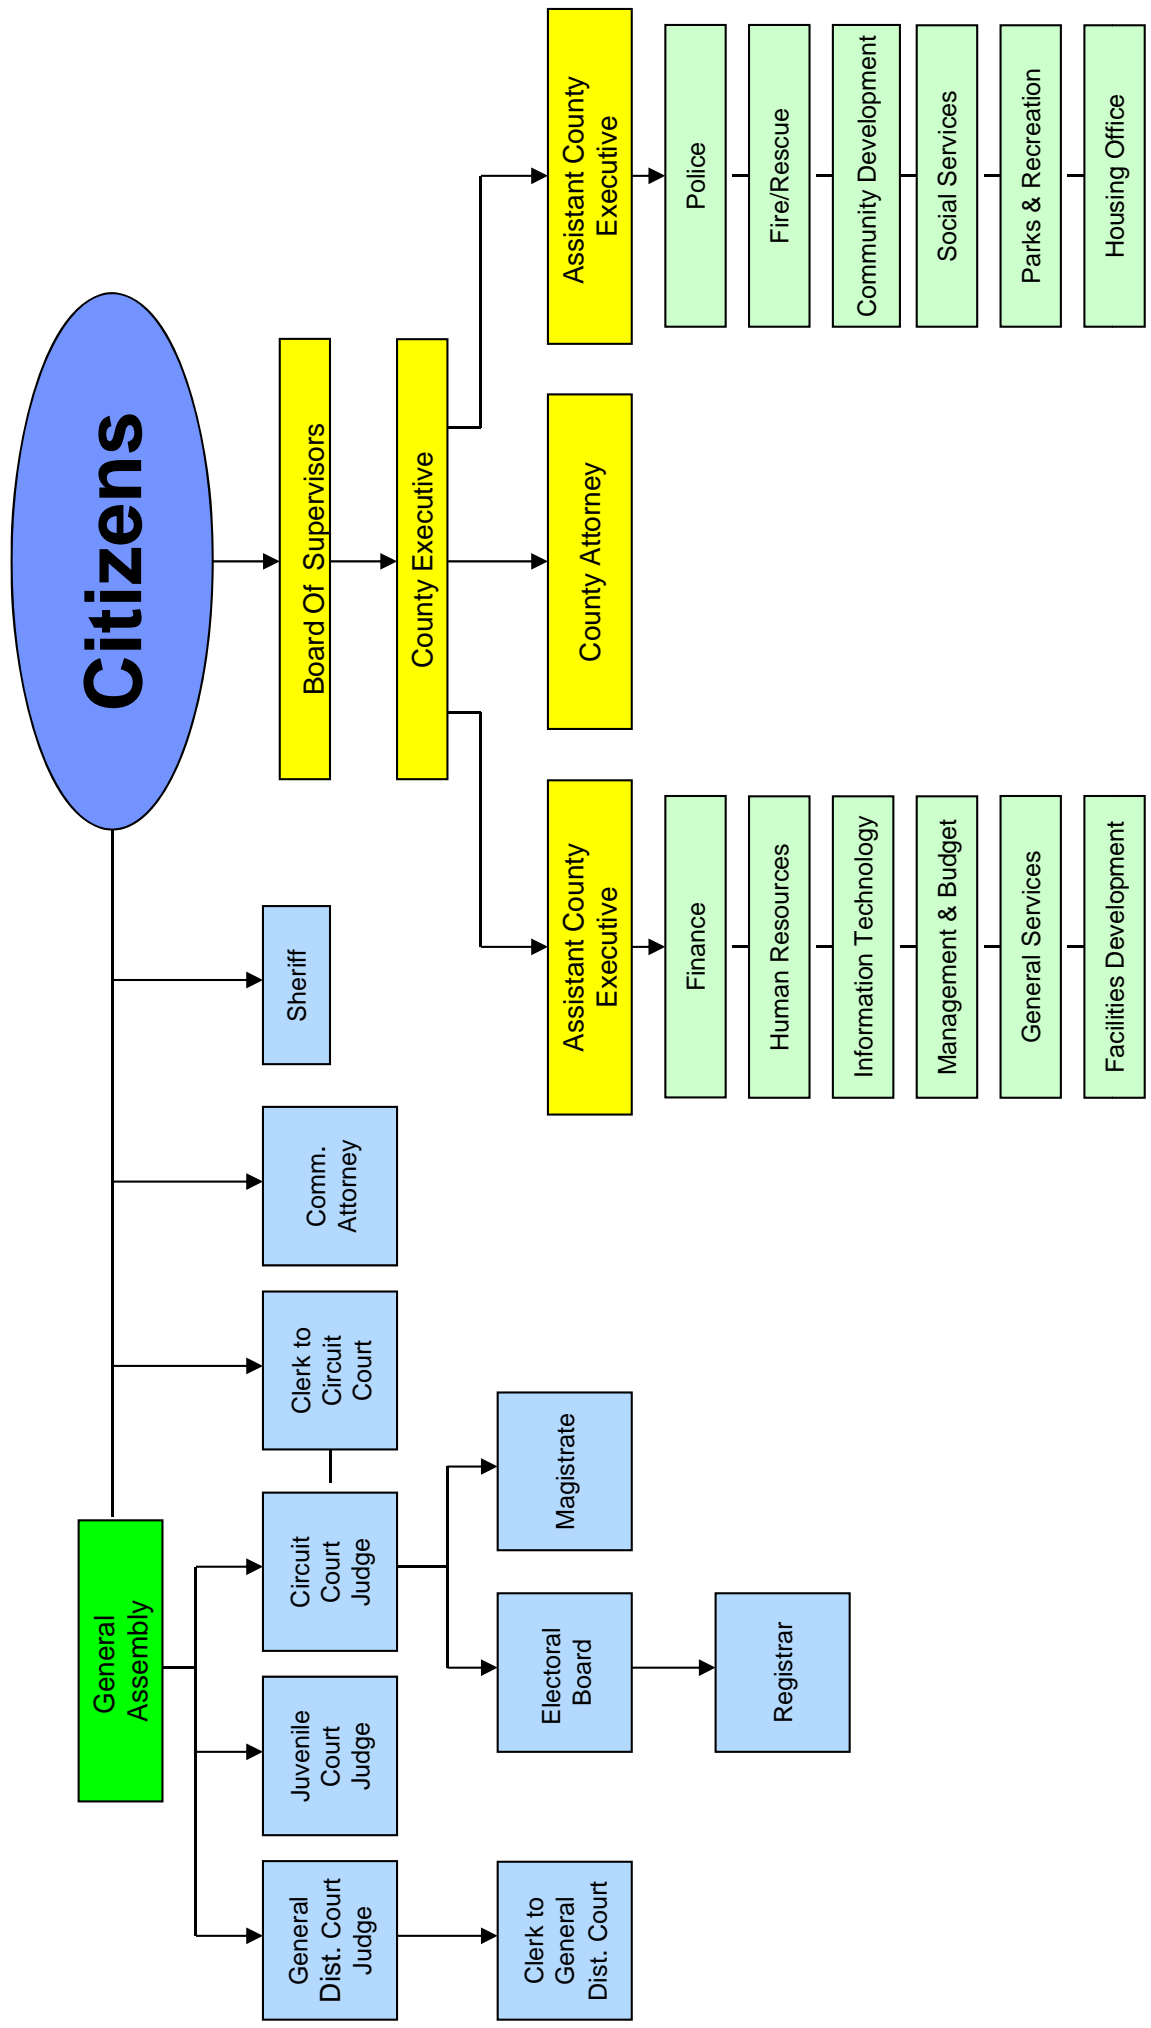 Citizens
General
Assembly
Board Of  Supervisors
General
Dist. Court
Judge
Juvenile
Court
Judge
Circuit
Court
Judge
Clerk to
Circuit
Court
Comm.
Attorney
Sheriff
County Executive
Clerk to
General
Dist. Court
Electoral
Board
Magistrate
Assistant County
Executive
County Attorney
Assistant County
Executive
Registrar
Finance
Human Resources
Information Technology
Management & Budget
General Services
Facilities Development
Police
Fire/Rescue
Community Development
Social Services
Parks & Recreation
Housing Office